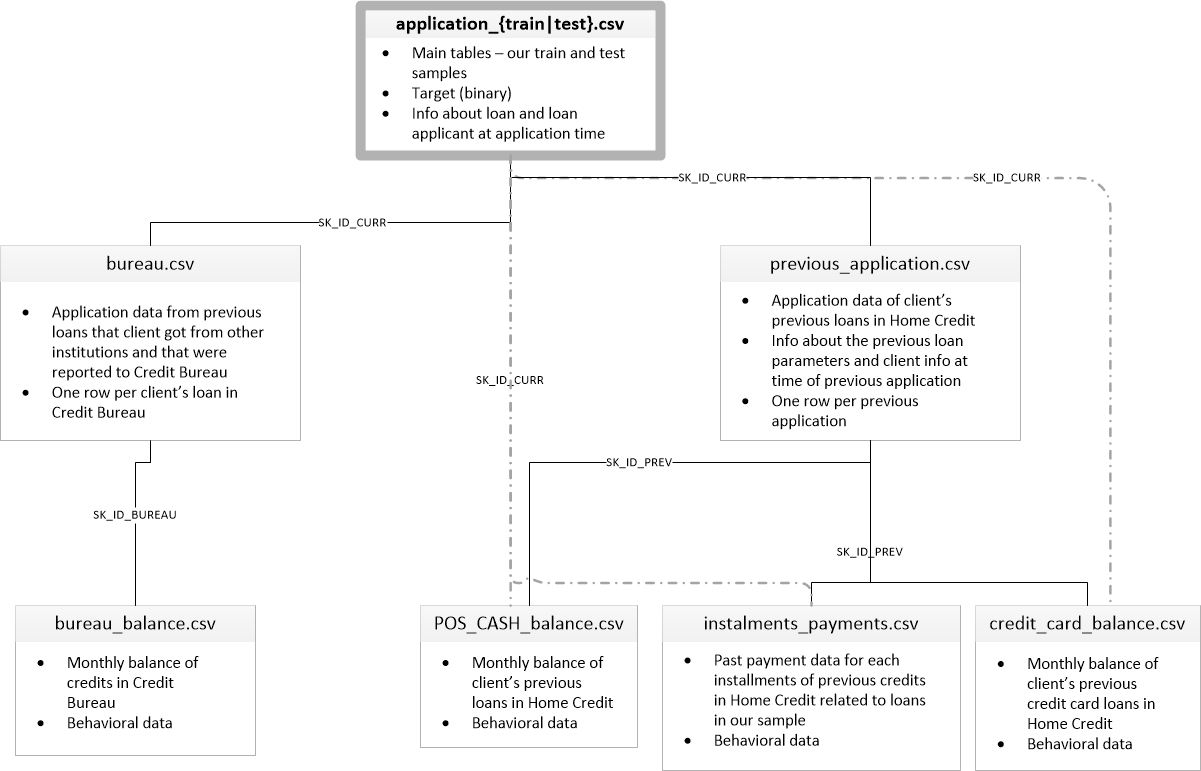 application_{train|test}.csv
• Main tables – our train and test
samples
• Target (binary)
• Info about loan and loan
applicant at application time
SK_ID_CURR
SK_ID_CURR
SK_ID_CURR
bureau.csv
• Application data from previous
loans that client got from other
institutions and that were
reported to Credit Bureau
• One row per client's loan in
Credit Bureau
previous_application.csv
• Application data of client's
previous loans in Home Credit
• Info about the previous loan
parameters and client info at
time of previous application
• One row per previous
application
SK_ID_CURR
SK_ID_PREV
SK_ID_BUREAU
SK_ID_PREV
bureau_balance.csv
• Monthly balance of
credits in Credit
Bureau
• Behavioral data
POS_CASH_balance.csv
• Monthly balance of
client's previous
loans in Home Credit
• Behavioral data
instalments_payments.csv
• Past payment data for each
installments of previous credits
in Home Credit related to loans
in our sample
• Behavioral data
credit_card_balance.csv
• Monthly balance of
client's previous
credit card loans in
Home Credit
• Behavioral data